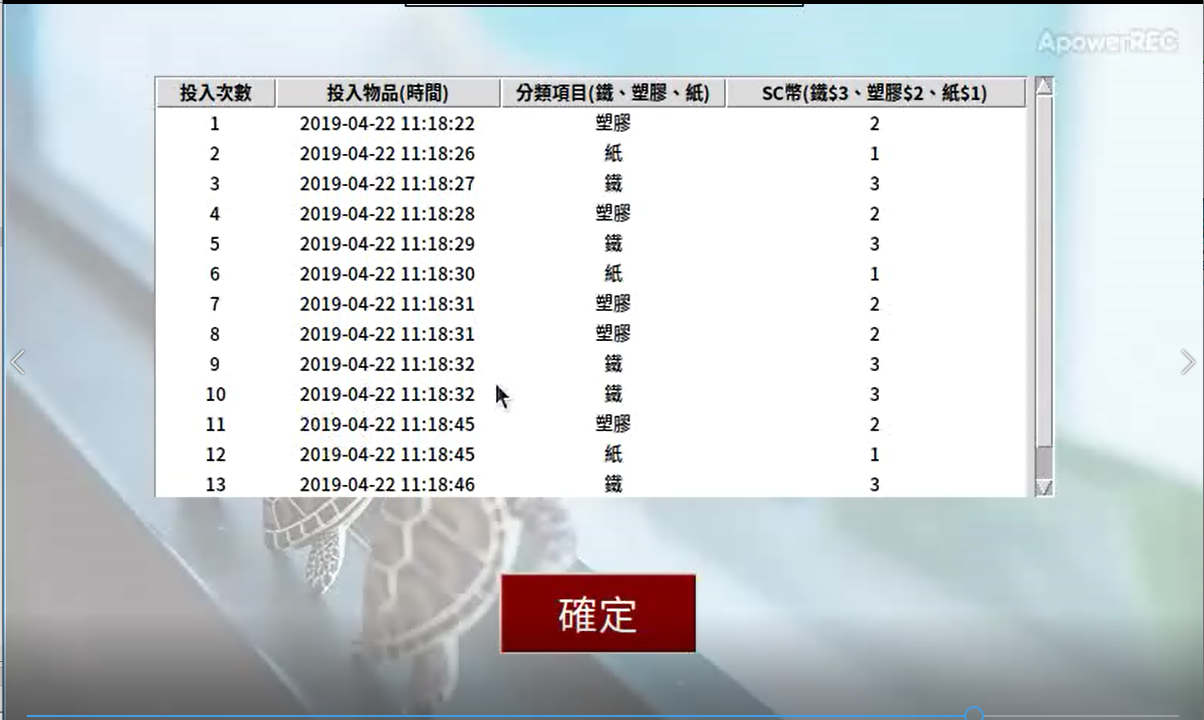 ApowerREC
投入次數 投入物品(時間) 分類項目(鐵、塑膠、紙) SC幣(鐵$3、塑膠$2、紙$1)
1 2019-04-22 11:18:22 塑膠 2
2 2019-04-22 11:18:26 紙 1
3 2019-04-22 11:18:27 鐵 3
4 2019-04-22 11:18:28 塑膠 2
5 2019-04-22 11:18:29 鐵 3
6 2019-04-22 11:18:30 紙 1
7 2019-04-22 11:18:31 塑膠 2
8 2019-04-22 11:18:31 塑膠 2
9 2019-04-22 11:18:32 鐵 3
10 2019-04-22 11:18:32 鐵 3
11 2019-04-22 11:18:45 塑膠 2
12 2019-04-22 11:18:45 紙 1
13 2019-04-22 11:18:46 鐵 3
確定